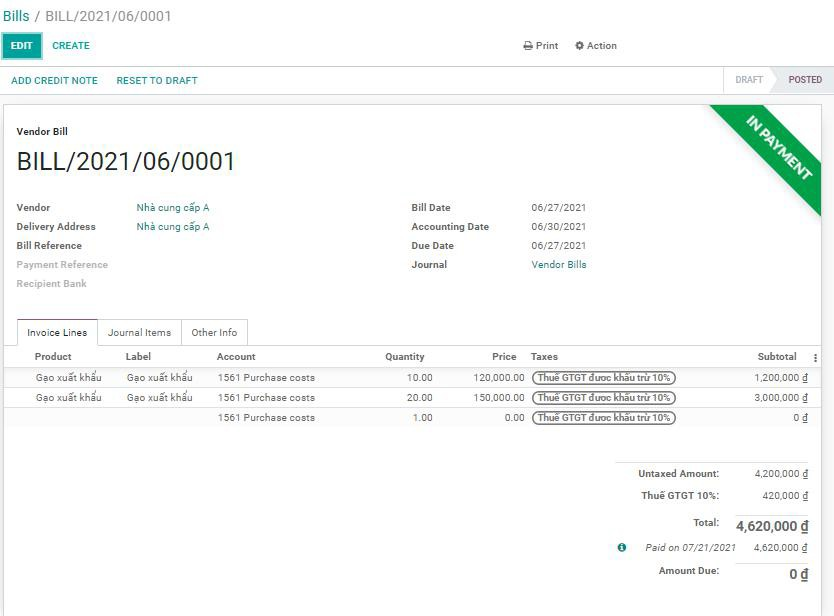 Bills / BILL/2021/06/0001
EDIT CREATE Print Action
ADD CREDIT NOTE RESET TO DRAFT DRAFT POSTED
IN PAYMENT
Vendor Bill
BILL/2021/06/0001
Vendor Nhà cung cấp A Bill Date 06/27/2021
Delivery Address Nhà cung cấp A Accounting Date 06/30/2021
Bill Reference Due Date 06/27/2021
Payment Reference Journal Vendor Bills
Recipient Bank
Invoice Lines Journal Items Other Info
Product Label Account Quantity Price Taxes Subtotal
Gạo xuất khẩu Gạo xuất khẩu 1561 Purchase costs 10.00 120,000.00 Thuế GTGT được khấu trừ 10% 1,200,000 ₫
Gạo xuất khẩu Gạo xuất khẩu 1561 Purchase costs 20.00 150,000.00 Thuế GTGT được khấu trừ 10% 3,000,000 ₫
1561 Purchase costs 1.00 0.00 Thuế GTGT được khấu trừ 10% 0 ₫
Untaxed Amount: 4,200,000 ₫
Thuế GTGT 10%: 420,000 ₫
Total: 4,620,000 ₫
Paid on 07/21/2021 4,620,000 ₫
Amount Due: 0 ₫